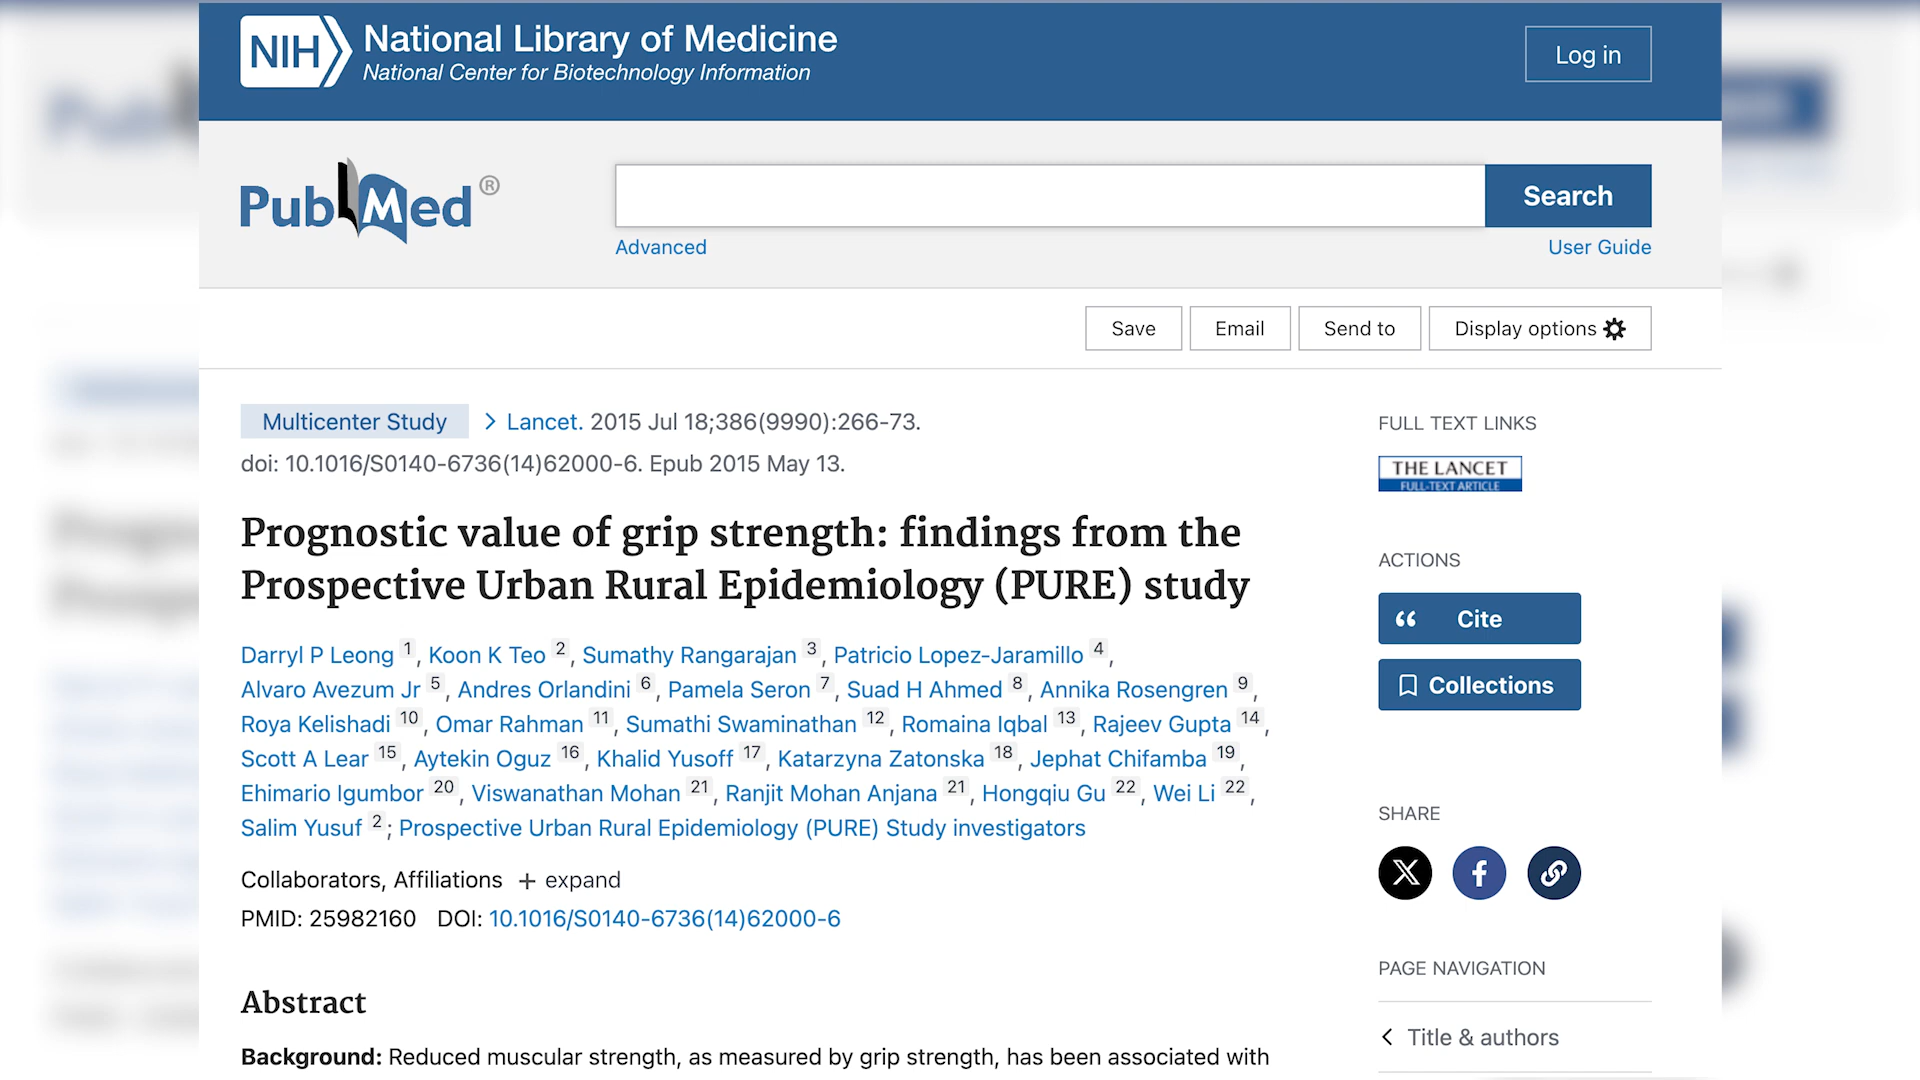 NIH National Library of Medicine
National Center for Biotechnology Information
Log in
PubMed®
Search
Advanced
User Guide
Save
Email
Send to
Display options
Multicenter Study
Lancet. 2015 Jul 18;386(9990):266-73.
doi: 10.1016/S0140-6736(14)62000-6. Epub 2015 May 13.
Prognostic value of grip strength: findings from the
Prospective Urban Rural Epidemiology (PURE) study
Darryl P Leong 1, Koon K Teo 2, Sumathy Rangarajan 3, Patricio Lopez-Jaramillo 4,
Alvaro Avezum Jr 5, Andres Orlandini 6, Pamela Seron 7, Suad H Ahmed 8, Annika Rosengren 9,
Roya Kelishadi 10, Omar Rahman 11, Sumathi Swaminathan 12, Romaina Iqbal 13, Rajeev Gupta 14,
Scott A Lear 15, Aytekin Oguz 16, Khalid Yusoff 17, Katarzyna Zatonska 18, Jephat Chifamba 19,
Ehimario Igumbor 20, Viswanathan Mohan 21, Ranjit Mohan Anjana 21, Hongqiu Gu 22, Wei Li 22,
Salim Yusuf 2; Prospective Urban Rural Epidemiology (PURE) Study investigators
Collaborators, Affiliations + expand
PMID: 25982160 DOI: 10.1016/S0140-6736(14)62000-6
Abstract
Background: Reduced muscular strength, as measured by grip strength, has been associated with
FULL TEXT LINKS
THE LANCET
FULL-TEXT ARTICLE
ACTIONS
Cite
Collections
SHARE
PAGE NAVIGATION
Title & authors